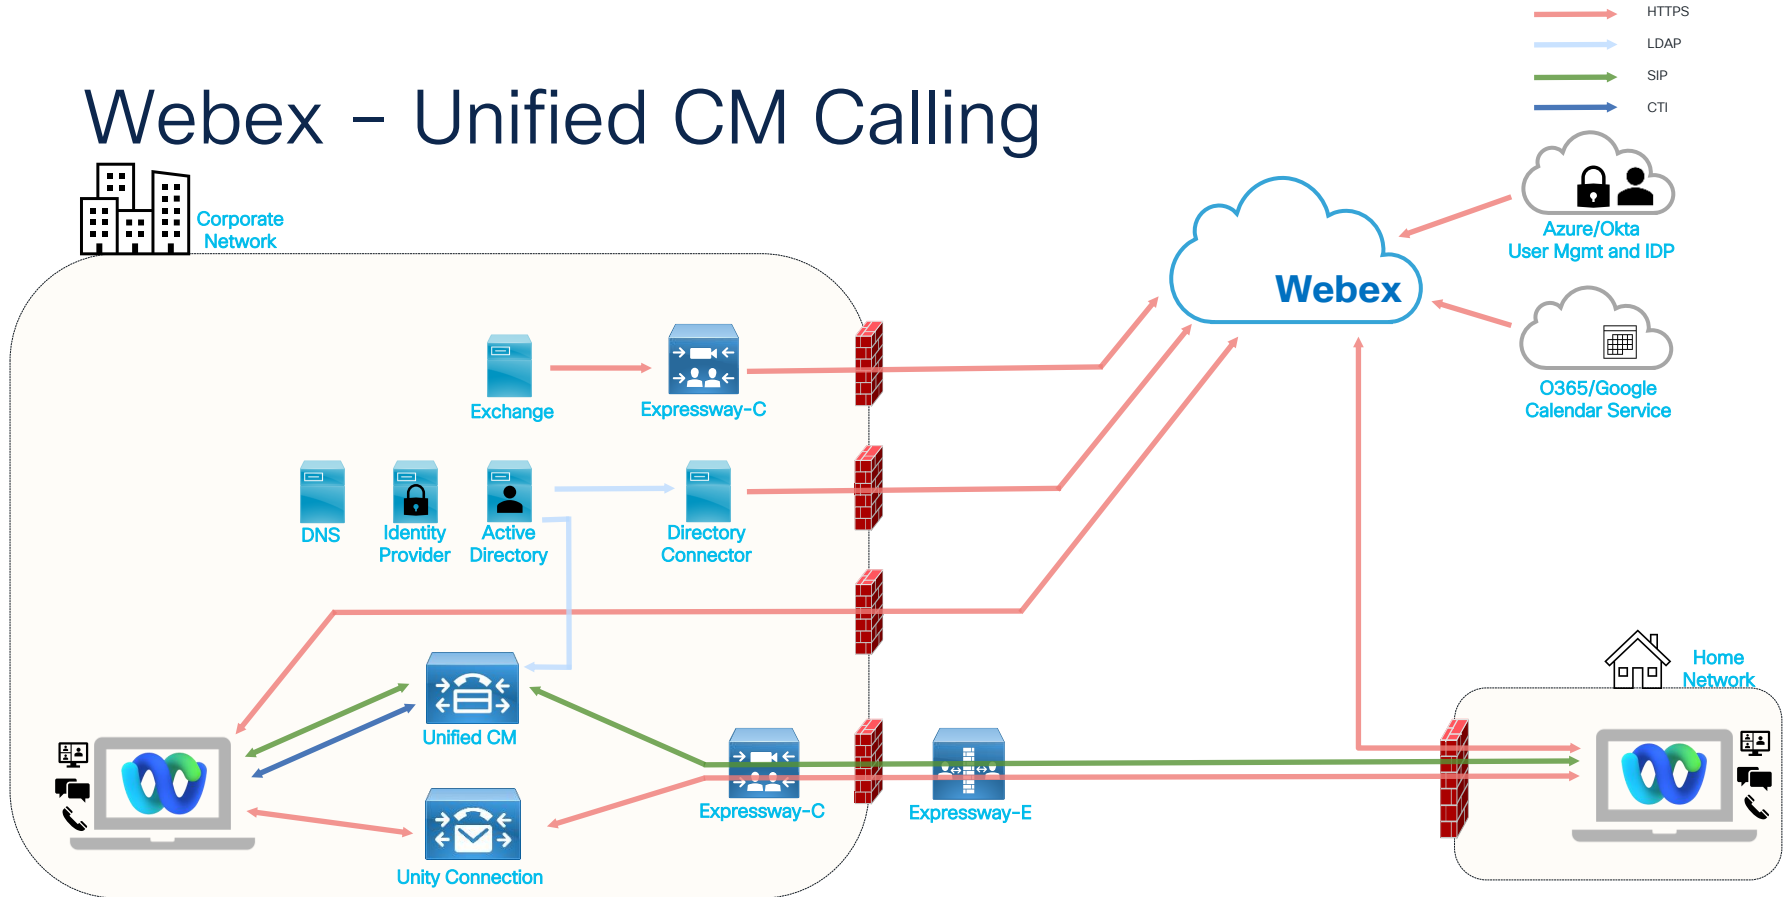 HTTPS
LDAP
SIP
CTI
Webex – Unified CM Calling
Corporate
Network
Azure/Okta
User Mgmt and IDP
Webex
O365/Google
Calendar Service
Exchange
Expressway-C
DNS
Identity
Provider
Active
Directory
Directory
Connector
Home
Network
Unified CM
Expressway-C
Expressway-E
Unity Connection